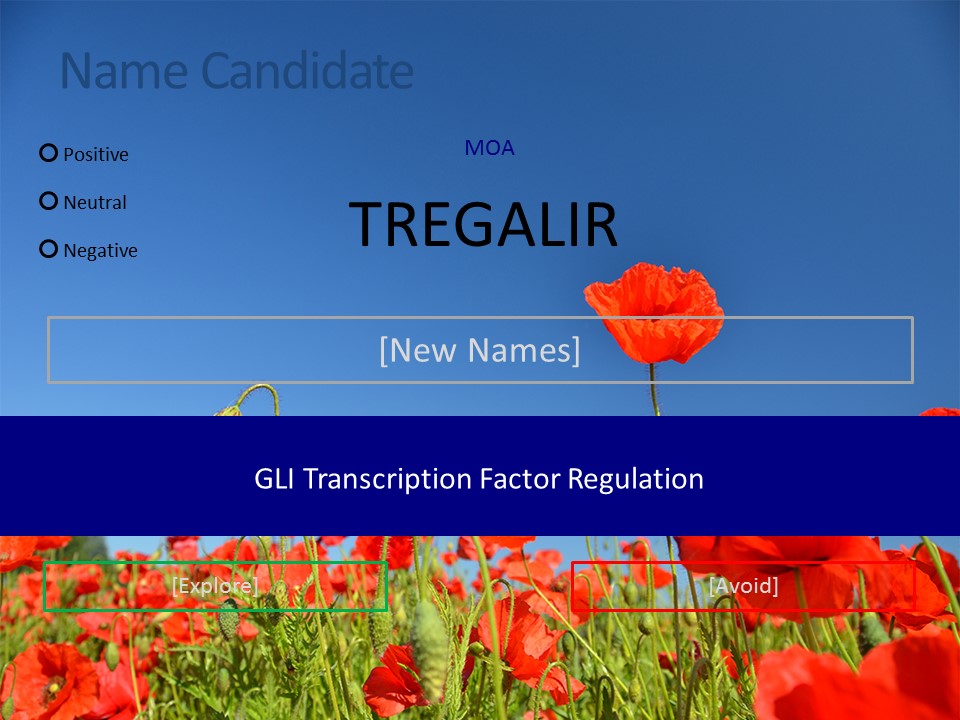 Name Candidate
Positive
Neutral
Negative
MOA
TREGALIR
[New Names]
GLI Transcription Factor Regulation
[Explore]
[Avoid]